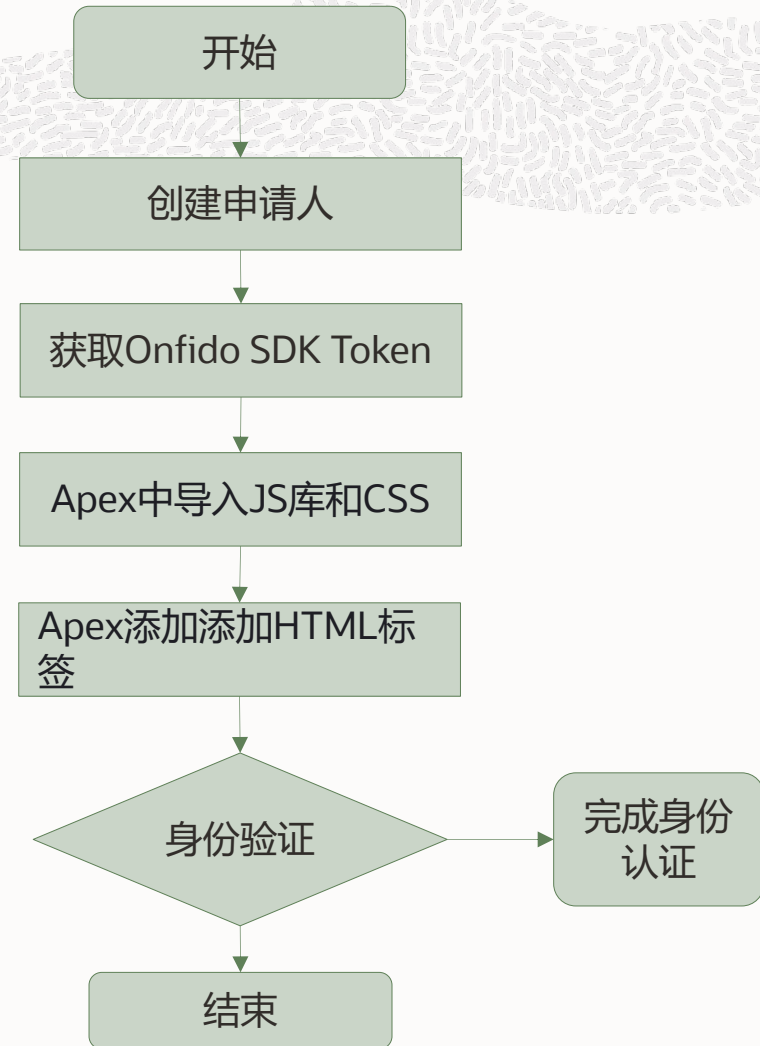 开始
创建申请人
获取Onfido SDK Token
Apex中导入JS库和CSS
Apex添加添加HTML标
签
身份验证
完成身份
认证
结束